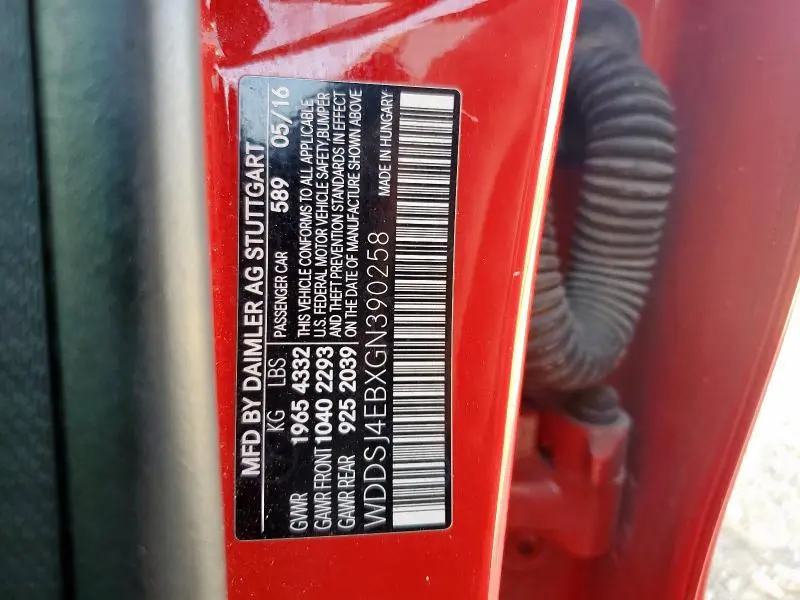 MFD BY DAIMLER AG STUTTGART
KG LBS PASSENGER CAR 589 05/16
GVWR 1965 4332 THIS VEHICLE CONFORMS TO ALL APPLICABLE
GAWR FRONT 1040 2293 U.S. FEDERAL MOTOR VEHICLE SAFETY,BUMPER
GAWR REAR 925 2039 AND THEFT PREVENTION STANDARDS IN EFFECT
ON THE DATE OF MANUFACTURE SHOWN ABOVE
WDDSJ4EBXGN390258 MADE IN HUNGARY